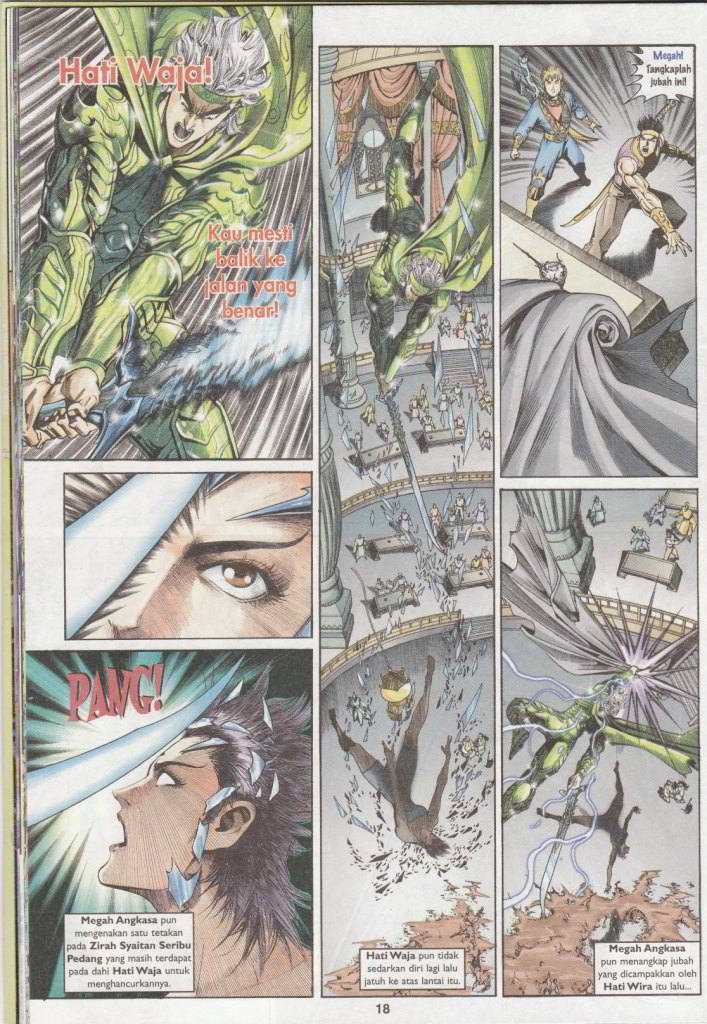 Hati Waja!
Kau mesti
balik ke
jalan yang
benar!
PANG!
Megah Angkasa pun
mengenakan satu tetakan
pada Zirah Syaitan Seribu
Pedang yang masih terdapat
pada dahi Hati Waja untuk
menghancurkannya.
Hati Waja pun tidak
sedarkan diri lagi lalu
jatuh ke atas lantai itu.
Megah!
Tangkaplah
jubah ini!
Megah Angkasa
pun menangkap jubah
yang dicampakkan oleh
Hati Wira itu lalu...
18